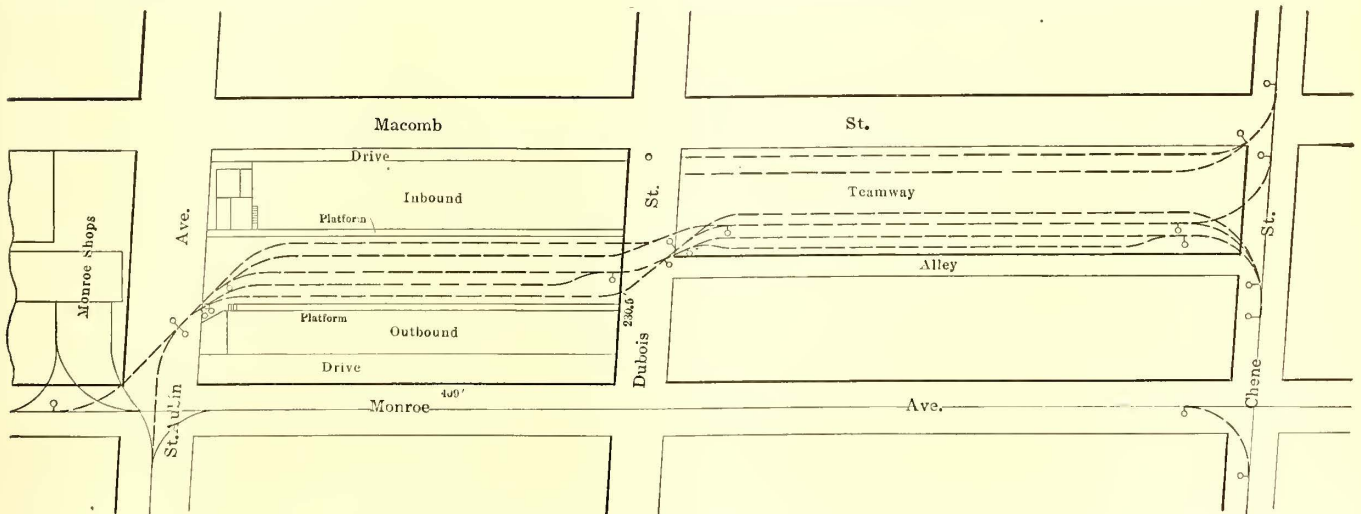 Macomb St.
Drive
Inbound
Platform
Teamway
Alley
Platform
Outbound
Drive
409'
230.5'
Monroe Ave.
Monroe Shops
St. Aubin Ave.
Dubois St.
Chene St.